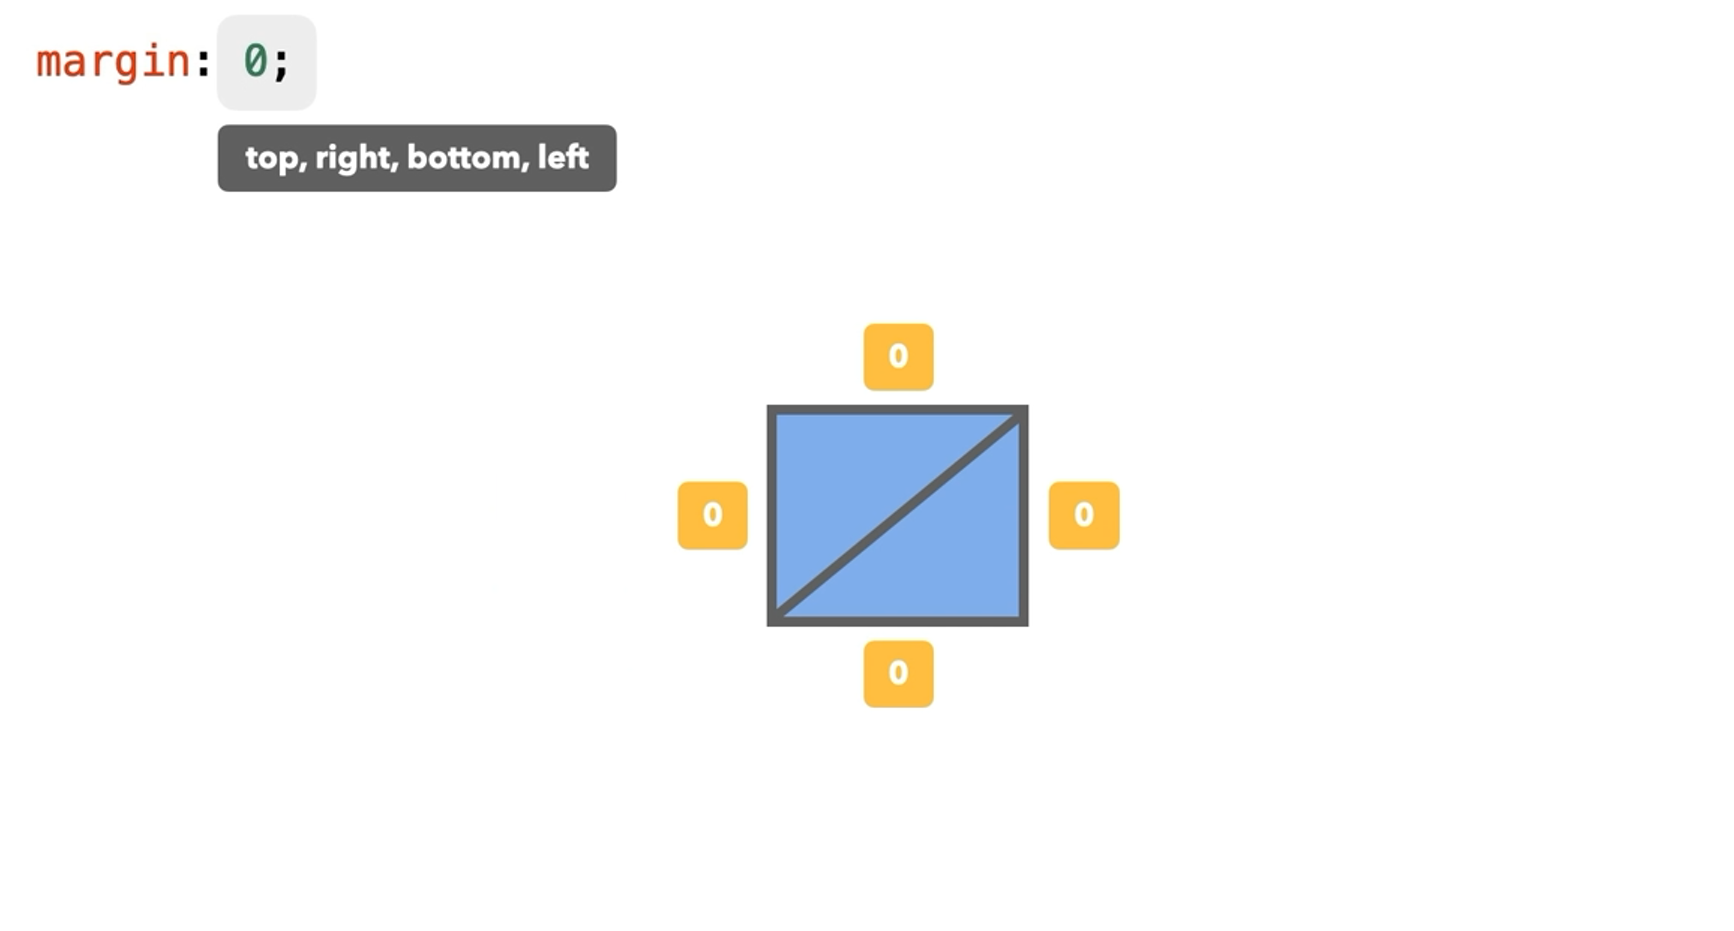 margin: 0;
top, right, bottom, left
0
0 0
0